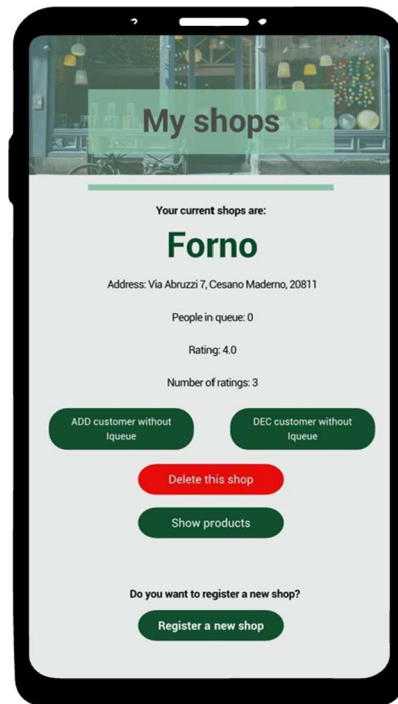 My shops
Your current shops are:
Forno
Address: Via Abruzzi 7, Cesano Maderno, 20811
People in queue: 0
Rating: 4.0
Number of ratings: 3
ADD customer without
Iqueue
DEC customer without
Iqueue
Delete this shop
Show products
Do you want to register a new shop?
Register a new shop